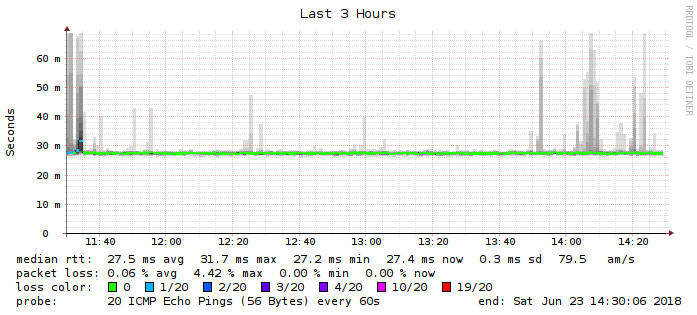 Last 3 Hours
RRDTOOL / TOBI OETIKER
Seconds
60 m
50 m
40 m
30 m
20 m
10 m
0
11:40 12:00 12:20 12:40 13:00 13:20 13:40 14:00 14:20
median rtt: 27.5 ms avg 31.7 ms max 27.2 ms min 27.4 ms now 0.3 ms sd 79.5 am/s
packet loss: 0.06 % avg 4.42 % max 0.00 % min 0.00 % now
loss color: 0 1/20 2/20 3/20 4/20 10/20 19/20
probe: 20 ICMP Echo Pings (56 Bytes) every 60s end: Sat Jun 23 14:30:06 2018